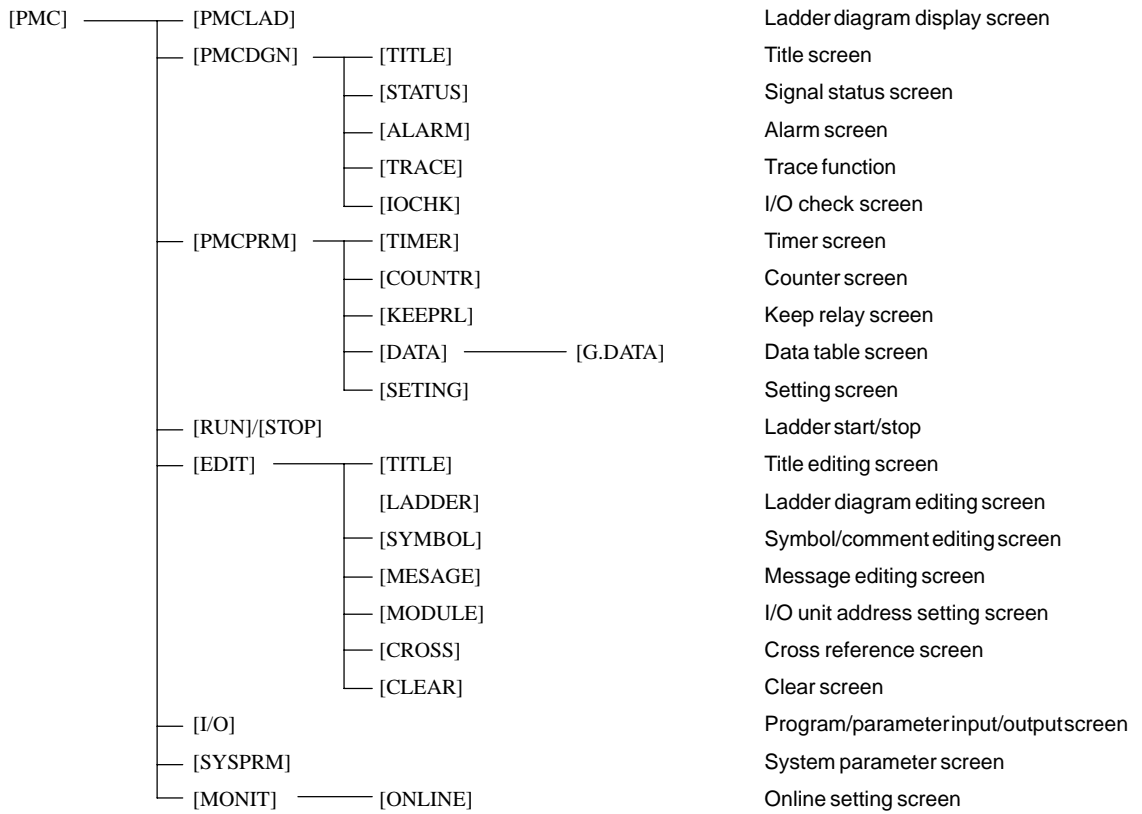 [PMC] [PMCLAD] Ladder diagram display screen
[PMCDGN] [TITLE] Title screen
[STATUS] Signal status screen
[ALARM] Alarm screen
[TRACE] Trace function
[IOCHK] I/O check screen
[PMCPRM] [TIMER] Timer screen
[COUNTR] Counter screen
[KEEPRL] Keep relay screen
[DATA] [G.DATA] Data table screen
[SETING] Setting screen
[RUN]/[STOP] Ladder start/stop
[EDIT] [TITLE] Title editing screen
[LADDER] Ladder diagram editing screen
[SYMBOL] Symbol/comment editing screen
[MESAGE] Message editing screen
[MODULE] I/O unit address setting screen
[CROSS] Cross reference screen
[CLEAR] Clear screen
[I/O] Program/parameter input/output screen
[SYSPRM] System parameter screen
[MONIT] [ONLINE] Online setting screen